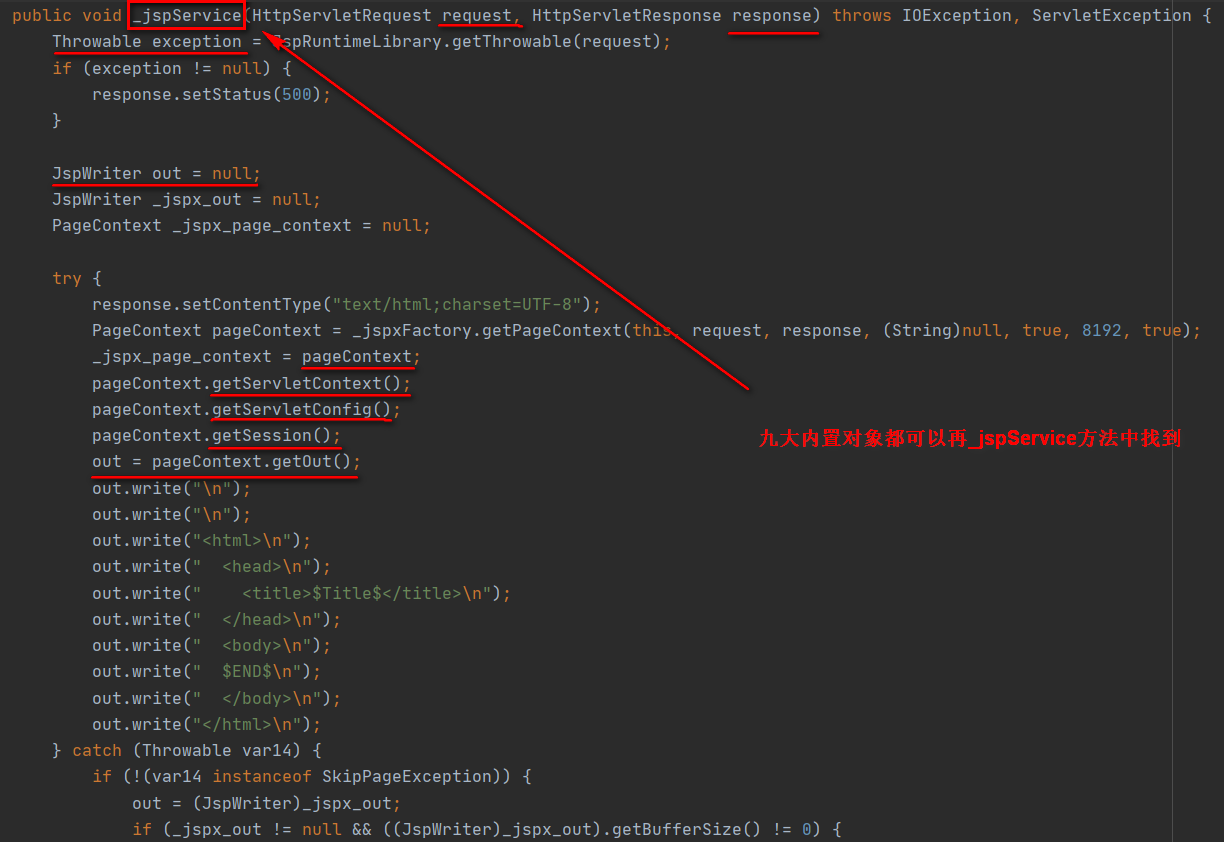 public void _jspService(HttpServletRequest request, HttpServletResponse response) throws IOException, ServletException {
    Throwable exception = JspRuntimeLibrary.getThrowable(request);
    if (exception != null) {
        response.setStatus(500);
    }

    JspWriter out = null;
    JspWriter _jspx_out = null;
    PageContext _jspx_page_context = null;

    try {
        response.setContentType("text/html;charset=UTF-8");
        PageContext pageContext = _jspxFactory.getPageContext(this, request, response, (String)null, true, 8192, true);
        _jspx_page_context = pageContext;
        pageContext.getServletContext();
        pageContext.getServletConfig();
        pageContext.getSession();
九大内置对象都可以再_jspService方法中找到
        out = pageContext.getOut();
        out.write("\n");
        out.write("\n");
        out.write("<html>\n");
        out.write("  <head>\n");
        out.write("    <title>$Title$</title>\n");
        out.write("  </head>\n");
        out.write("  <body>\n");
        out.write("  $END$\n");
        out.write("  </body>\n");
        out.write("</html>\n");
    } catch (Throwable var14) {
        if (!(var14 instanceof SkipPageException)) {
            out = (JspWriter)_jspx_out;
            if (_jspx_out != null && ((JspWriter)_jspx_out).getBufferSize() != 0) {